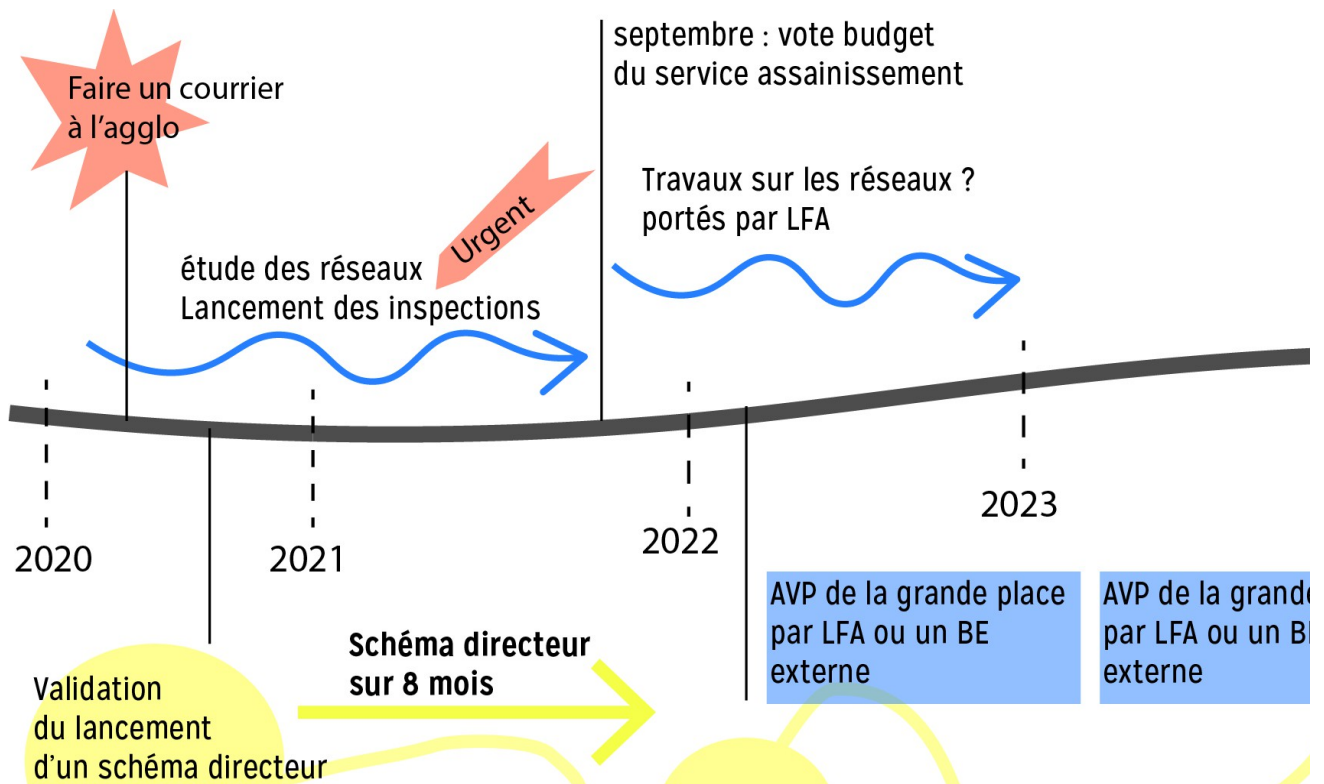 Faire un courrier
à l'agglo
septembre : vote budget
du service assainissement
Urgent
Travaux sur les réseaux ?
portés par LFA
étude des réseaux
Lancement des inspections
2020
2021
2022
2023
AVP de la grande place
par LFA ou un BE
externe
AVP de la grande
par LFA ou un BE
externe
Schéma directeur
sur 8 mois
Validation
du lancement
d'un schéma directeur